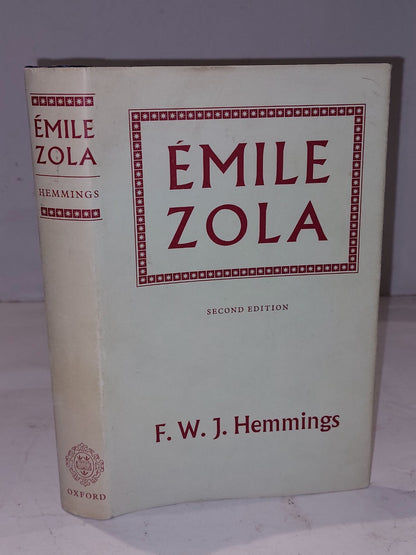 ÉMILE
ZOLA
HEMMINGS
OXFORD
ÉMILE
ZOLA
SECOND EDITION
F. W. J. Hemmings